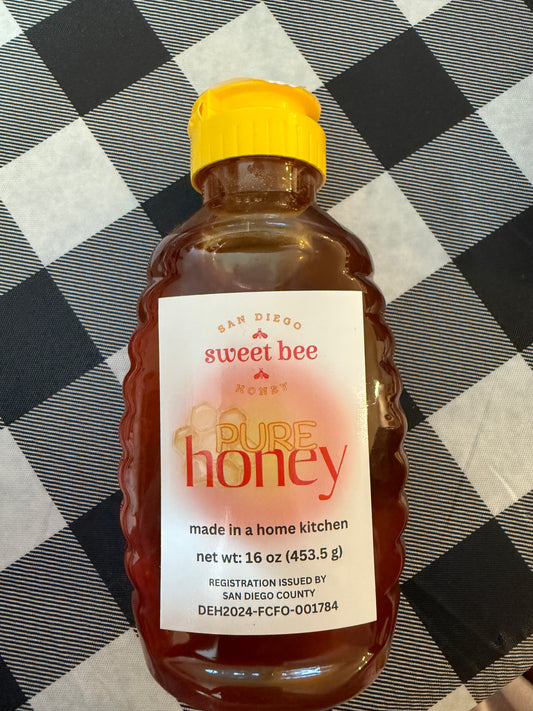 SAN DIEGO
sweet bee
HONEY
PURE
honey
made in a home kitchen
net wt: 16 oz (453.5 g)
REGISTRATION ISSUED BY
SAN DIEGO COUNTY
DEH2024-FCFO-001784